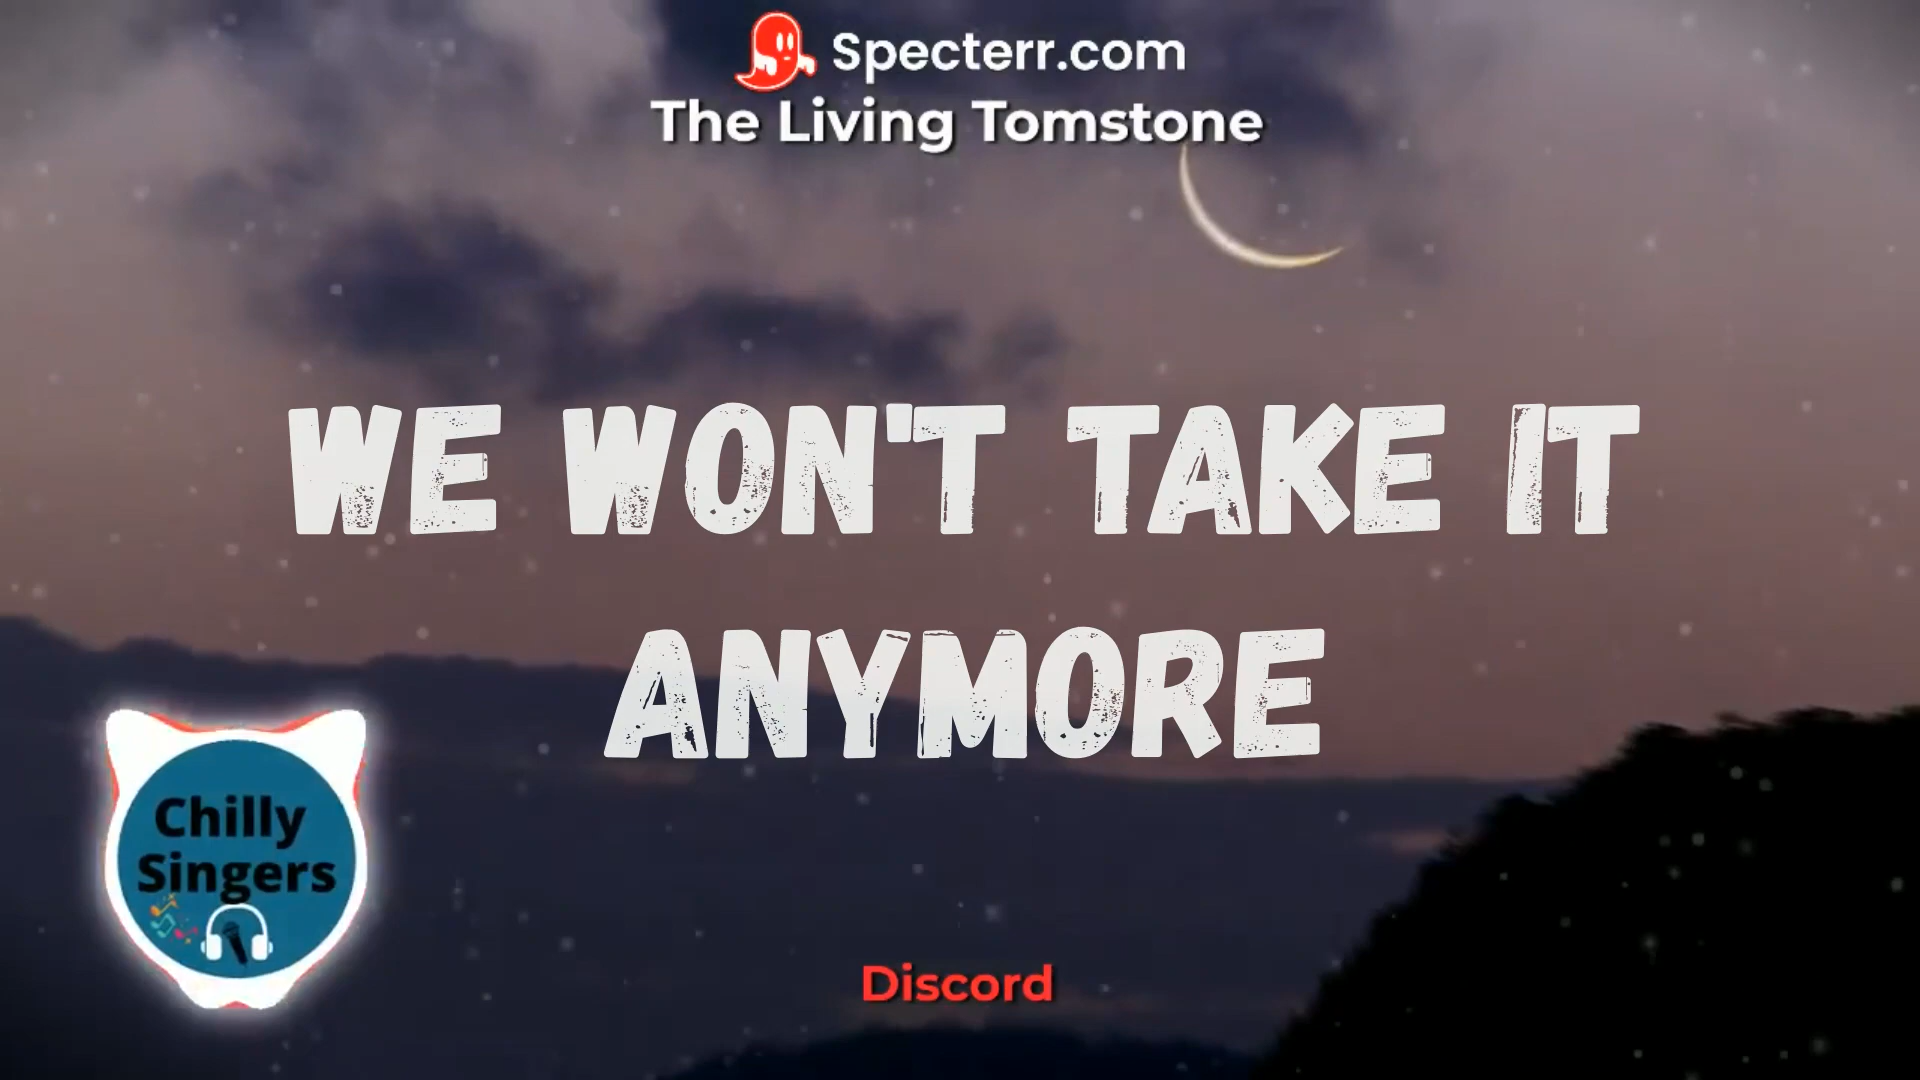 Specterr.com
The Living Tomstone
WE WON'T TAKE IT
ANYMORE
Chilly
Singers
Discord